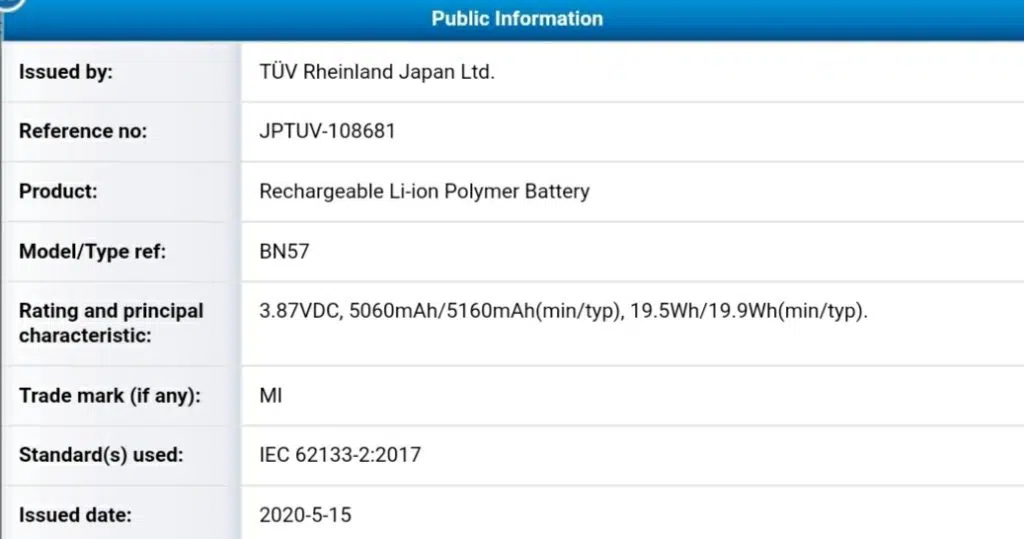 Public Information
Issued by: TÜV Rheinland Japan Ltd.
Reference no: JPTUV-108681
Product: Rechargeable Li-ion Polymer Battery
Model/Type ref: BN57
Rating and principal characteristic: 3.87VDC, 5060mAh/5160mAh(min/typ), 19.5Wh/19.9Wh(min/typ).
Trade mark (if any): MI
Standard(s) used: IEC 62133-2:2017
Issued date: 2020-5-15